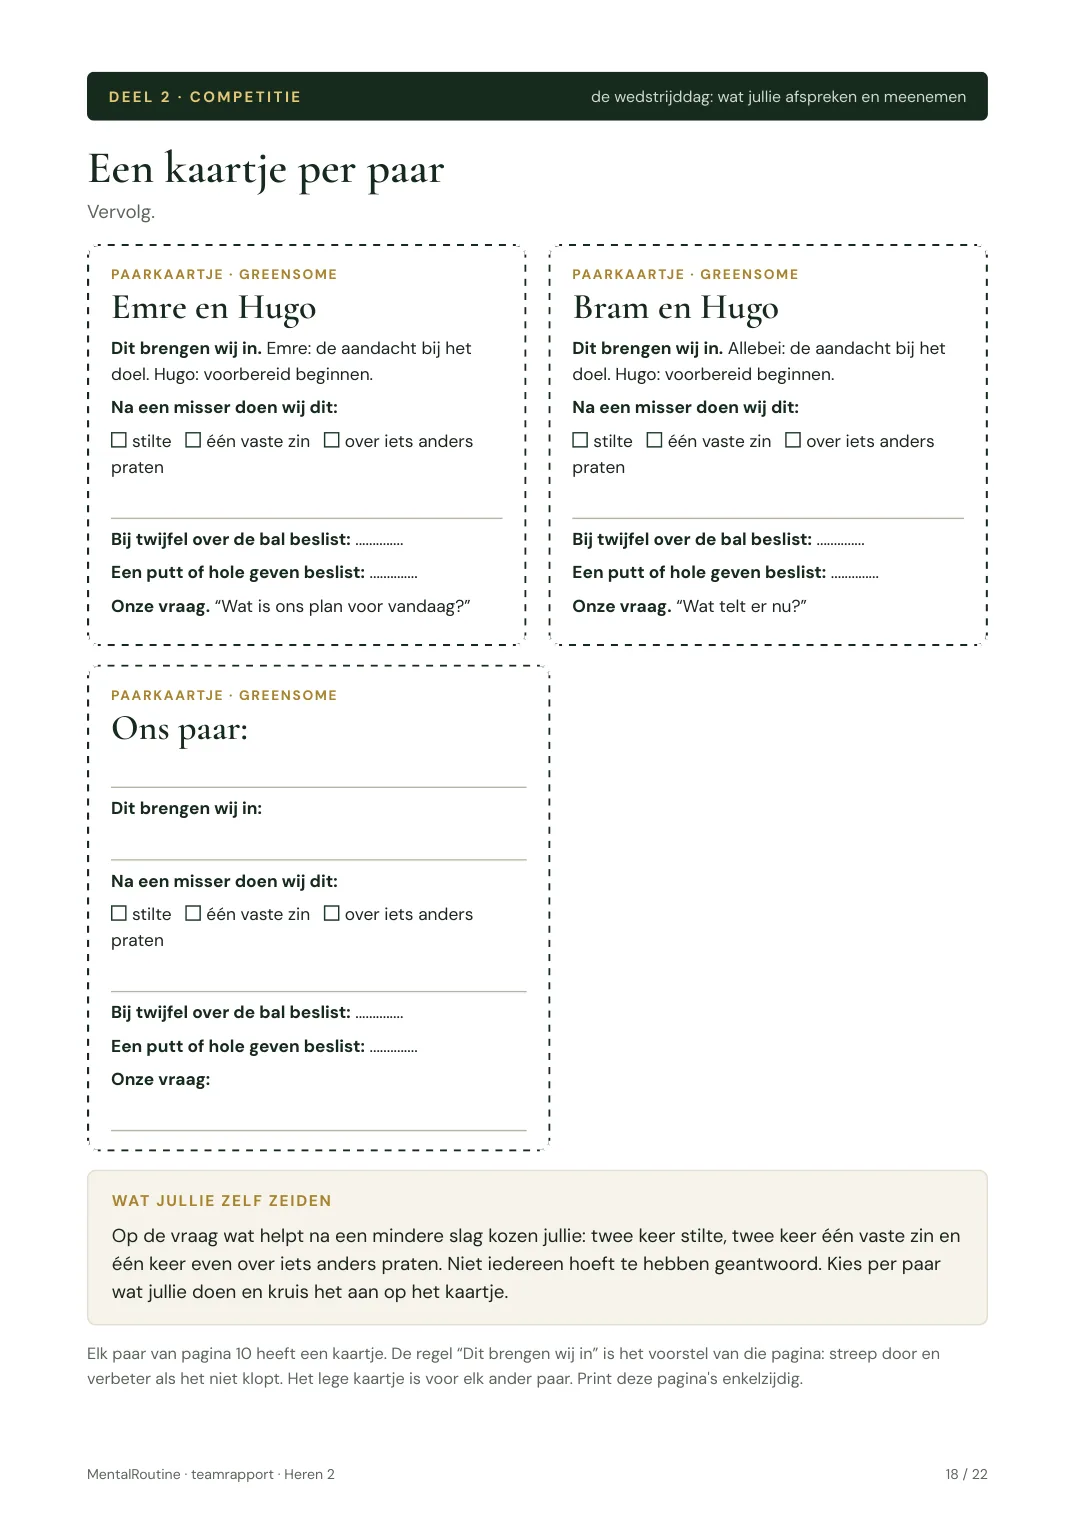 DEEL 2 · COMPETITIE
de wedstrijddag: wat jullie afspreken en meenemen
Een kaartje per paar
Vervolg.
PAARKAARTJE · GREENSOME
Emre en Hugo
Dit brengen wij in. Emre: de aandacht bij het
doel. Hugo: voorbereid beginnen.
Na een misser doen wij dit:
☐ stilte ☐ één vaste zin ☐ over iets anders
praten
Bij twijfel over de bal beslist: ..............
Een putt of hole geven beslist: ..............
Onze vraag. “Wat is ons plan voor vandaag?”
PAARKAARTJE · GREENSOME
Bram en Hugo
Dit brengen wij in. Allebei: de aandacht bij het
doel. Hugo: voorbereid beginnen.
Na een misser doen wij dit:
☐ stilte ☐ één vaste zin ☐ over iets anders
praten
Bij twijfel over de bal beslist: ..............
Een putt of hole geven beslist: ..............
Onze vraag. “Wat telt er nu?”
PAARKAARTJE · GREENSOME
Ons paar:
Dit brengen wij in:
Na een misser doen wij dit:
☐ stilte ☐ één vaste zin ☐ over iets anders
praten
Bij twijfel over de bal beslist: ..............
Een putt of hole geven beslist: ..............
Onze vraag:
WAT JULLIE ZELF ZEIDEN
Op de vraag wat helpt na een mindere slag kozen jullie: twee keer stilte, twee keer één vaste zin en
één keer even over iets anders praten. Niet iedereen hoeft te hebben geantwoord. Kies per paar
wat jullie doen en kruis het aan op het kaartje.
Elk paar van pagina 10 heeft een kaartje. De regel “Dit brengen wij in” is het voorstel van die pagina: streep door en
verbeter als het niet klopt. Het lege kaartje is voor elk ander paar. Print deze pagina's enkelzijdig.
MentalRoutine · teamrapport · Heren 2
18 / 22